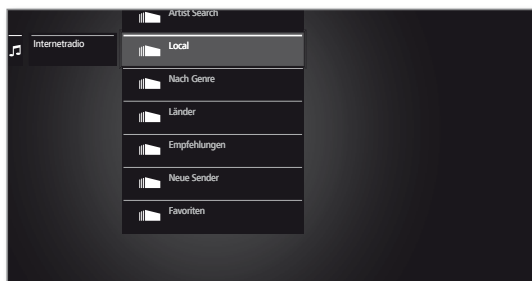 Artist Search
Internetradio
Local
Nach Genre
Länder
Empfehlungen
Neue Sender
Favoriten